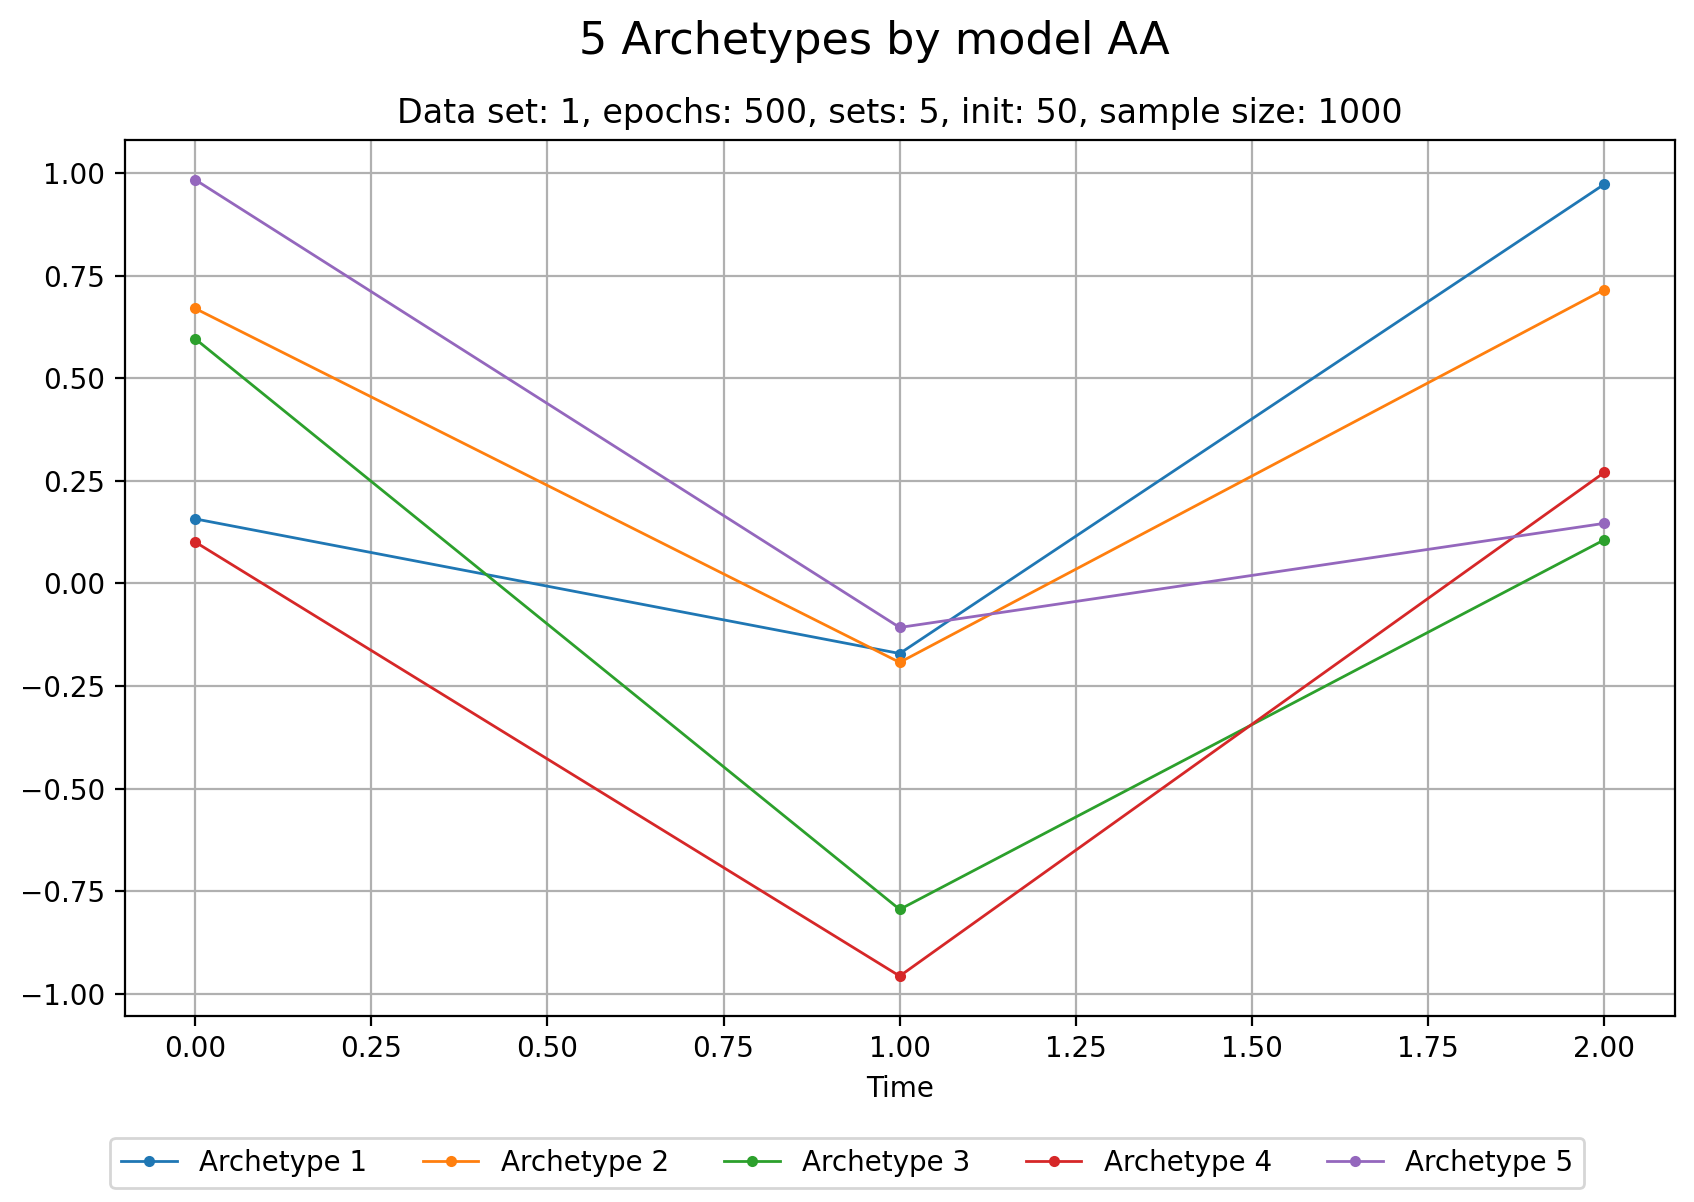 5 Archetypes by model AA
Data set: 1, epochs: 500, sets: 5, init: 50, sample size: 1000
1.00
0.75
0.50
0.25
0.00
−0.25
−0.50
−0.75
−1.00
0.00 0.25 0.50 0.75 1.00 1.25 1.50 1.75 2.00
Time
Archetype 1 Archetype 2 Archetype 3 Archetype 4 Archetype 5